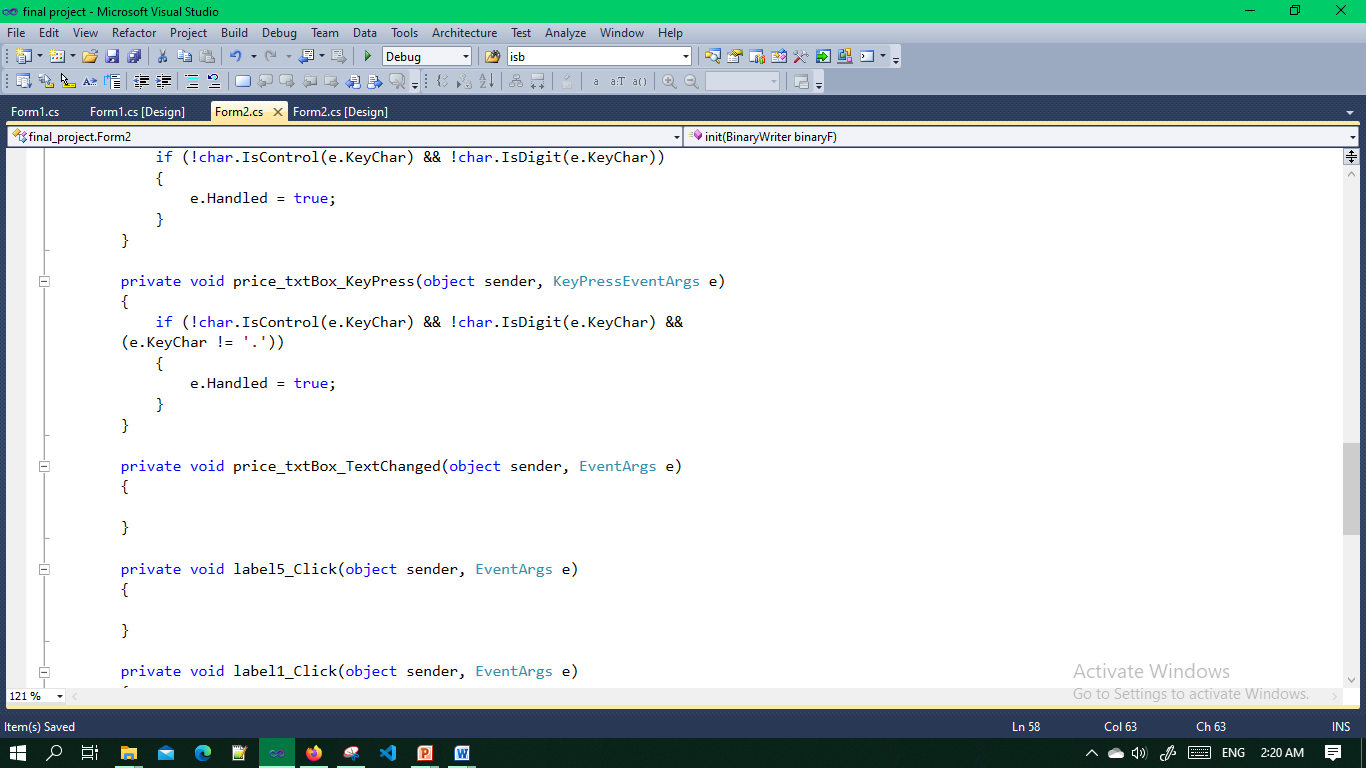 final project - Microsoft Visual Studio
File Edit View Refactor Project Build Debug Team Data Tools Architecture Test Analyze Window Help
Debug isb
A» a a:T a()
Form1.cs Form1.cs [Design] Form2.cs Form2.cs [Design]
final_project.Form2 init(BinaryWriter binaryF)
if (!char.IsControl(e.KeyChar) && !char.IsDigit(e.KeyChar))
{
e.Handled = true;
}
}
private void price_txtBox_KeyPress(object sender, KeyPressEventArgs e)
{
if (!char.IsControl(e.KeyChar) && !char.IsDigit(e.KeyChar) &&
(e.KeyChar != '.'))
{
e.Handled = true;
}
}
private void price_txtBox_TextChanged(object sender, EventArgs e)
{
}
private void label5_Click(object sender, EventArgs e)
{
}
private void label1_Click(object sender, EventArgs e)
Activate Windows
Go to Settings to activate Windows.
121 %
Item(s) Saved Ln 58 Col 63 Ch 63 INS
ENG 2:20 AM